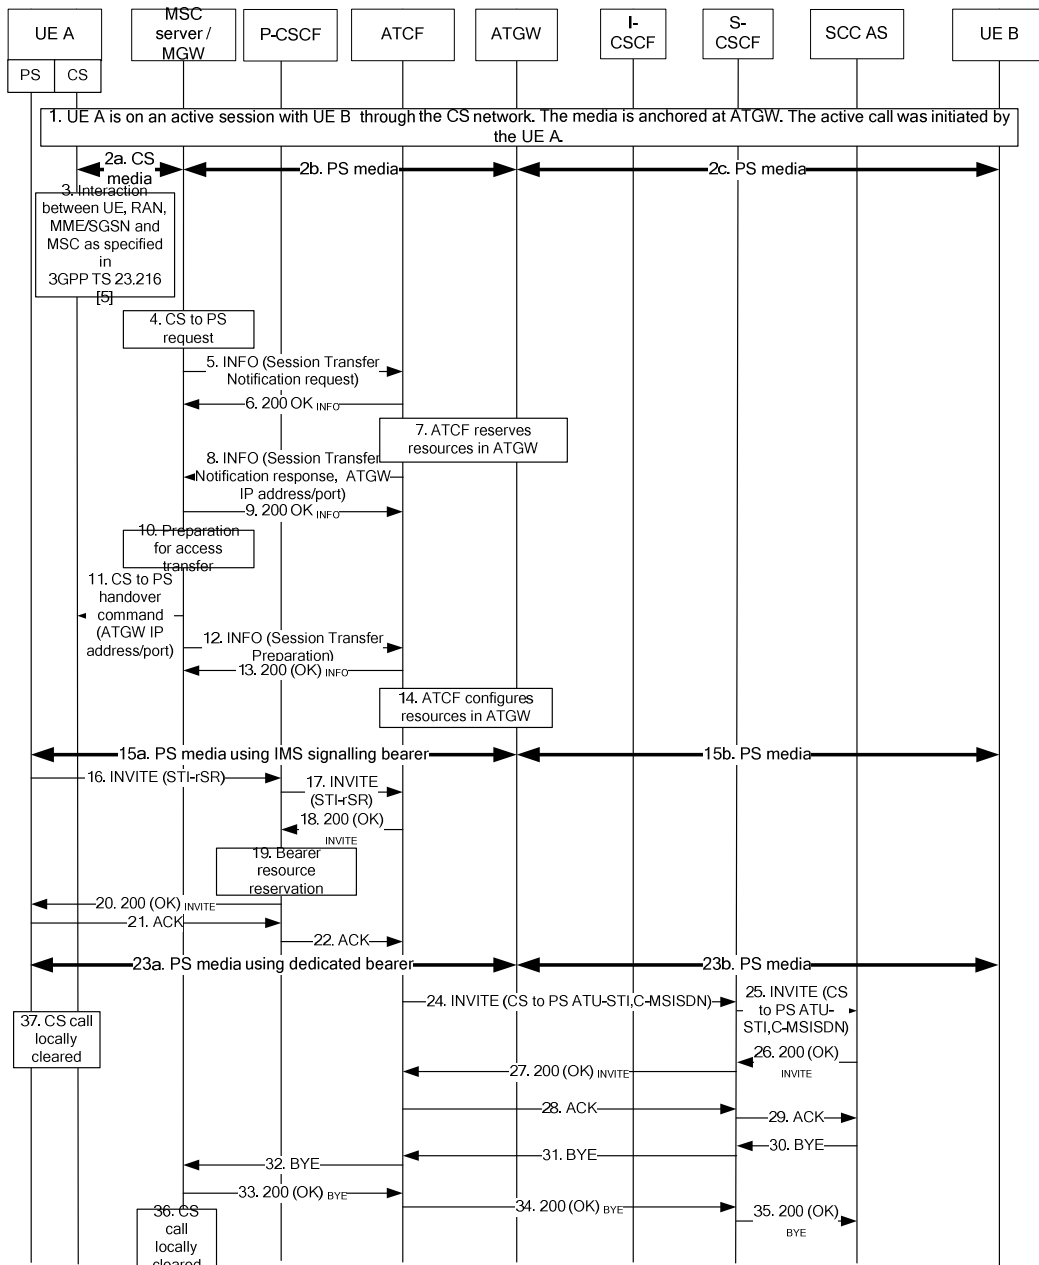 UE A
MSC
server /
MGW
P-CSCF
ATCF
ATGW
I-
CSCF
S-
CSCF
SCC AS
UE B
PS
CS
1. UE A is on an active session with UE B through the CS network. The media is anchored at ATGW. The active call was initiated by
the UE A.
2a. CS
media
2b. PS media
2c. PS media
3. Interaction
between UE, RAN,
MME/SGSN and
MSC as specified
in
3GPP TS 23.216
[5]
4. CS to PS
request
5. INFO (Session Transfer
Notification request)
6. 200 OK INFO
7. ATCF reserves
resources in ATGW
8. INFO (Session Transfer
Notification response, ATGW
IP address/port)
9. 200 OK INFO
10. Preparation
for access
transfer
11. CS to PS
handover
command
(ATGW IP
address/port)
12. INFO (Session Transfer
Preparation)
13. 200 (OK) INFO
14. ATCF configures
resources in ATGW
15a. PS media using IMS signalling bearer
15b. PS media
16. INVITE (STI-rSR)
17. INVITE
(STI-rSR)
18. 200 (OK)
INVITE
19. Bearer
resource
reservation
20. 200 (OK) INVITE
21. ACK
22. ACK
23a. PS media using dedicated bearer
23b. PS media
24. INVITE (CS to PS ATU-STI,C-MSISDN)
25. INVITE (CS
to PS ATU-
STI,C-MSISDN)
37. CS call
locally
cleared
26. 200 (OK)
INVITE
27. 200 (OK) INVITE
28. ACK
29. ACK
30. BYE
31. BYE
32. BYE
33. 200 (OK) BYE
34. 200 (OK) BYE
35. 200 (OK)
BYE
36. CS
call
locally
cleared